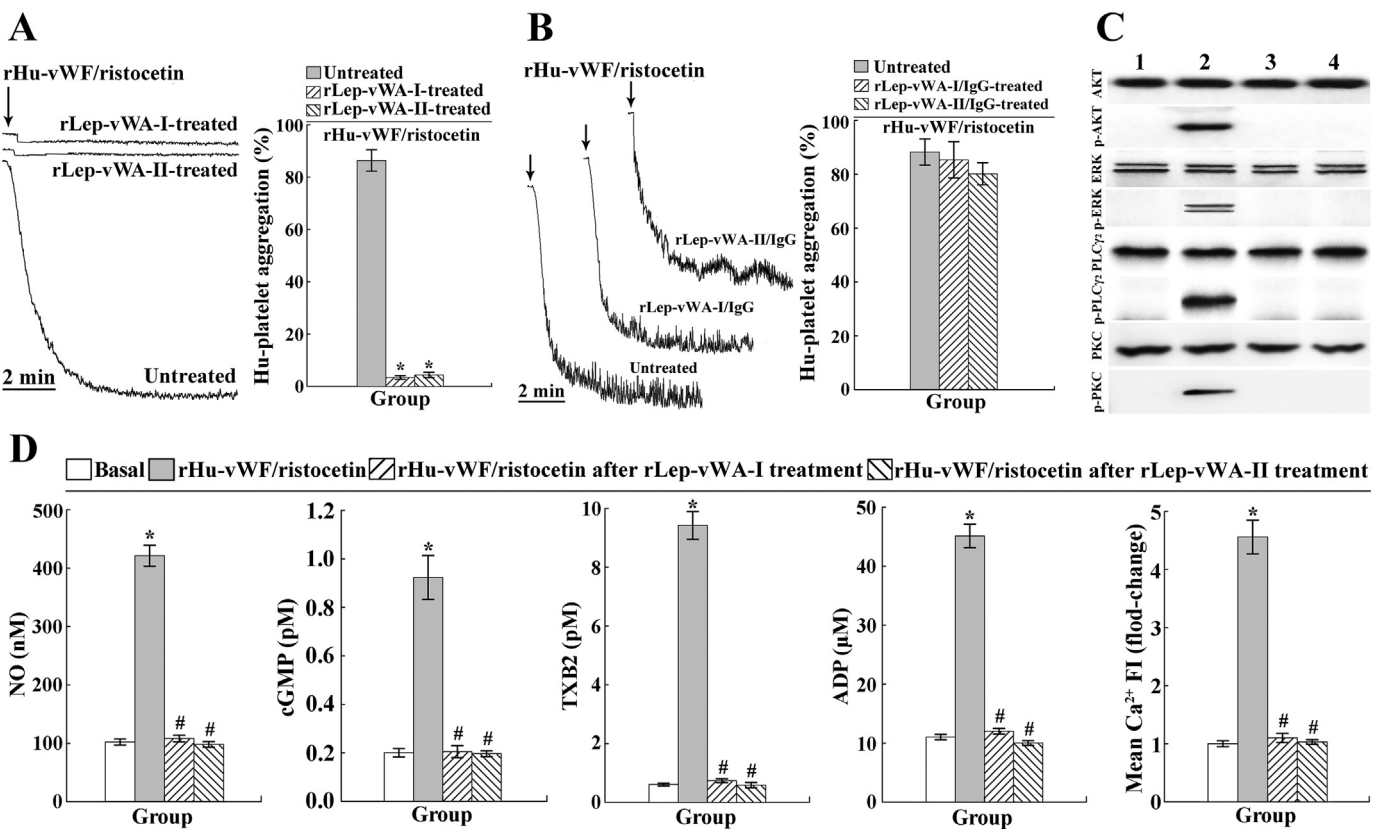 A
rHu-vWF/ristocetin
rLep-vWA-I-treated
rLep-vWA-II-treated
Untreated
2 min
Untreated
rLep-vWA-I-treated
rLep-vWA-II-treated
rHu-vWF/ristocetin
Hu-platelet aggregation (%)
100
80
60
40
20
0
* *
Group
B
rHu-vWF/ristocetin
rLep-vWA-II/IgG
rLep-vWA-I/IgG
Untreated
2 min
Untreated
rLep-vWA-I/IgG-treated
rLep-vWA-II/IgG-treated
rHu-vWF/ristocetin
Hu-platelet aggregation (%)
100
80
60
40
20
0
Group
C
1 2 3 4
AKT
p-AKT
ERK
p-ERK
PLCγ2
p-PLCγ2
PKC
p-PKC
D
Basal rHu-vWF/ristocetin rHu-vWF/ristocetin after rLep-vWA-I treatment rHu-vWF/ristocetin after rLep-vWA-II treatment
NO (nM)
500
400
300
200
100
0
*
# #
Group
cGMP (pM)
1.2
1.0
0.8
0.6
0.4
0.2
0.0
*
# #
Group
TXB2 (pM)
10
8
6
4
2
0
*
# #
Group
ADP (μM)
50
40
30
20
10
0
*
# #
Group
Mean Ca²⁺ FI (flod-change)
5
4
3
2
1
0
*
# #
Group